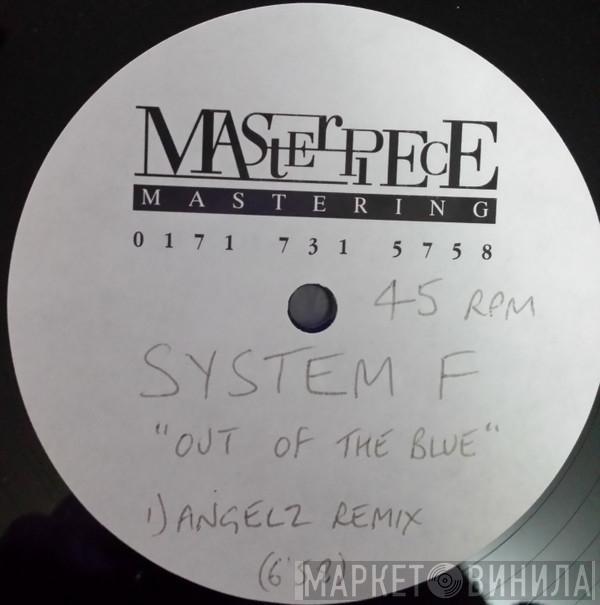 MASTERPIECE
MASTERING
0171 731 5758
45 RPM
SYSTEM F
"OUT OF THE BLUE"
1) ANGELZ REMIX
МАРКЕТ ВИНИЛА